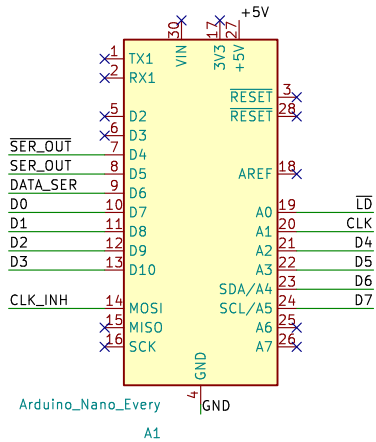 +5V
30 17 27
VIN 3V3 +5V
1 TX1
2 RX1
RESET 3
RESET 28
5 D2
6 D3
SER_OUT 7 D4
SER_OUT 8 D5
AREF 18
DATA_SER 9 D6
D0 10 D7 A0 19 LD
D1 11 D8 A1 20 CLK
D2 12 D9 A2 21 D4
D3 13 D10 A3 22 D5
SDA/A4 23 D6
CLK_INH 14 MOSI SCL/A5 24 D7
15 MISO A6 25
16 SCK A7 26
GND
4 GND
Arduino_Nano_Every
A1